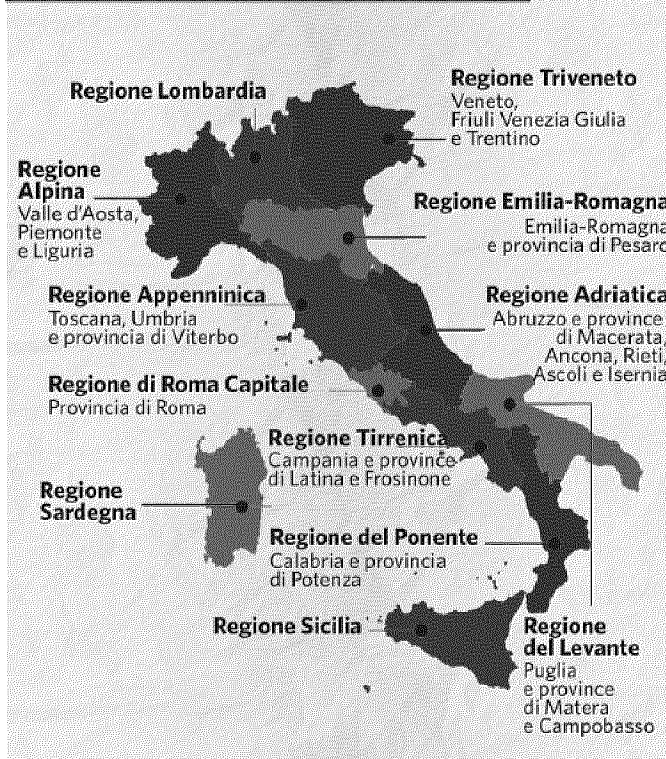 Regione Lombardia
Regione Triveneto
Veneto,
Friuli Venezia Giulia
e Trentino
Regione
Alpina
Valle d'Aosta,
Piemonte
e Liguria
Regione Emilia-Romagna
Emilia-Romagna
e provincia di Pesaro
Regione Appenninica
Toscana, Umbria
e provincia di Viterbo
Regione Adriatica
Abruzzo e province
di Macerata,
Ancona, Rieti,
Ascoli e Isernia
Regione di Roma Capitale
Provincia di Roma
Regione Tirrenica
Campania e province
di Latina e Frosinone
Regione
Sardegna
Regione del Ponente
Calabria e provincia
di Potenza
Regione Sicilia
Regione
del Levante
Puglia
e province
di Matera
e Campobasso